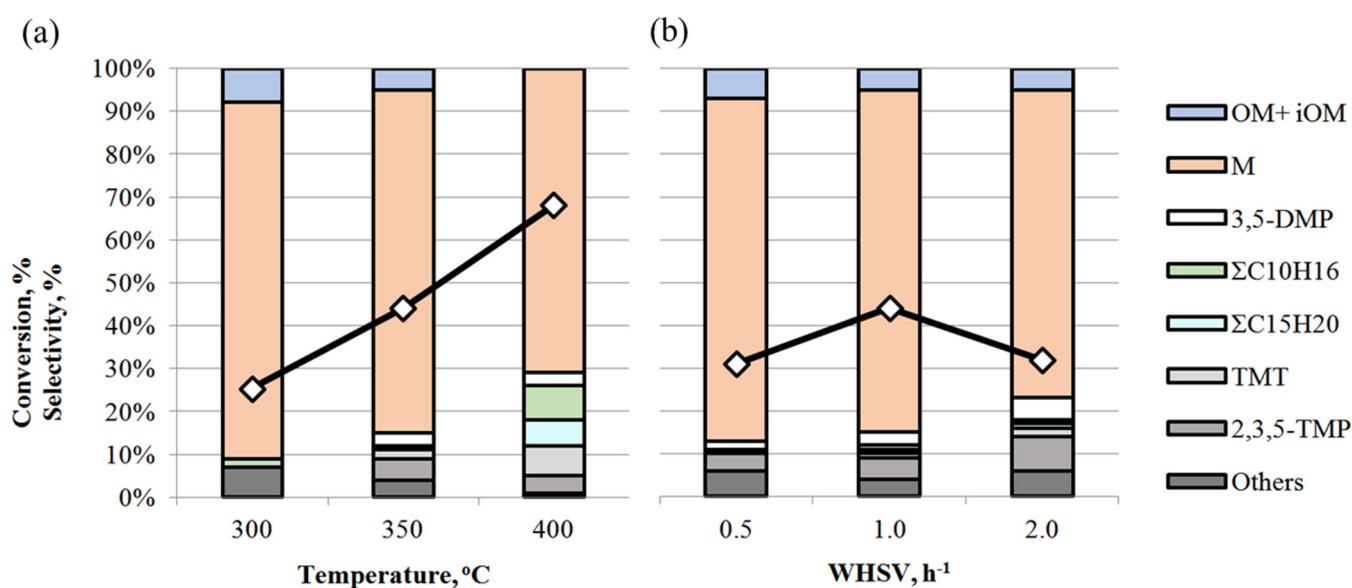 (a)
(b)
Conversion, %
Selectivity, %
100%
90%
80%
70%
60%
50%
40%
30%
20%
10%
0%
300 350 400
Temperature, °C
0.5 1.0 2.0
WHSV, h⁻¹
OM+ iOM
M
3,5-DMP
ΣC10H16
ΣC15H20
TMT
2,3,5-TMP
Others